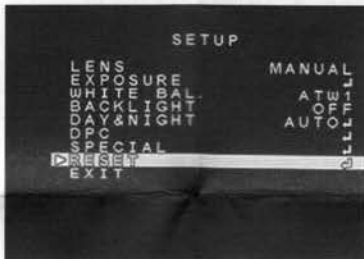 SETUP
LENS MANUAL
EXPOSURE ↵
WHITE BAL. ATW1
BACKLIGHT OFF
DAY&NIGHT AUTO↵
DPC ↵
SPECIAL ↵
▷RESET ↵
EXIT